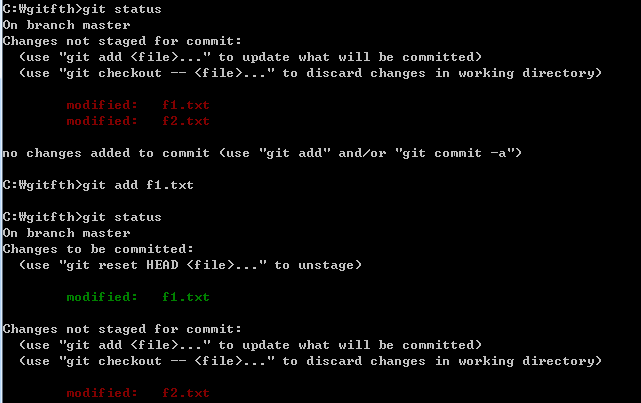 C:₩gitfth>git status
On branch master
Changes not staged for commit:
  (use "git add <file>..." to update what will be committed)
  (use "git checkout -- <file>..." to discard changes in working directory)
        modified:   f1.txt
        modified:   f2.txt
no changes added to commit (use "git add" and/or "git commit -a")
C:₩gitfth>git add f1.txt
C:₩gitfth>git status
On branch master
Changes to be committed:
  (use "git reset HEAD <file>..." to unstage)
        modified:   f1.txt
Changes not staged for commit:
  (use "git add <file>..." to update what will be committed)
  (use "git checkout -- <file>..." to discard changes in working directory)
        modified:   f2.txt